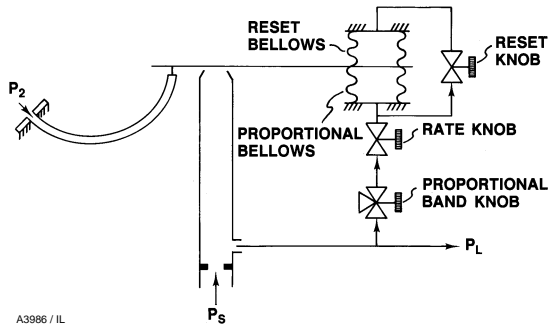 RESET
BELLOWS
RESET
KNOB
P2
PROPORTIONAL
BELLOWS
RATE KNOB
PROPORTIONAL
BAND KNOB
PL
PS
A3986 / IL